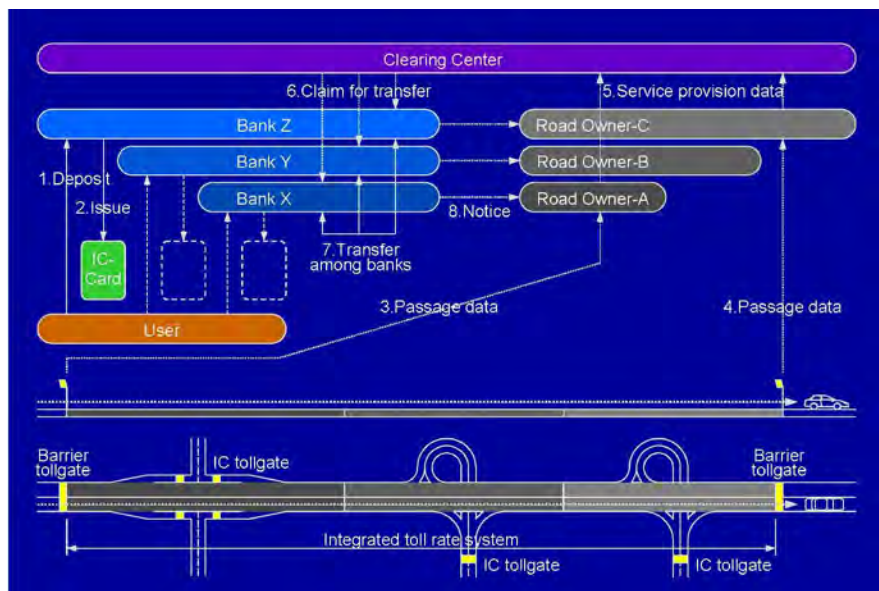 Clearing Center
6.Claim for transfer
5.Service provision data
Bank Z
Road Owner-C
Bank Y
Road Owner-B
1.Deposit
2.Issue
Bank X
Road Owner-A
8.Notice
IC-
Card
7.Transfer
among banks
3.Passage data
4.Passage data
User
Barrier
tollgate
IC tollgate
Barrier
tollgate
Integrated toll rate system
IC tollgate
IC tollgate